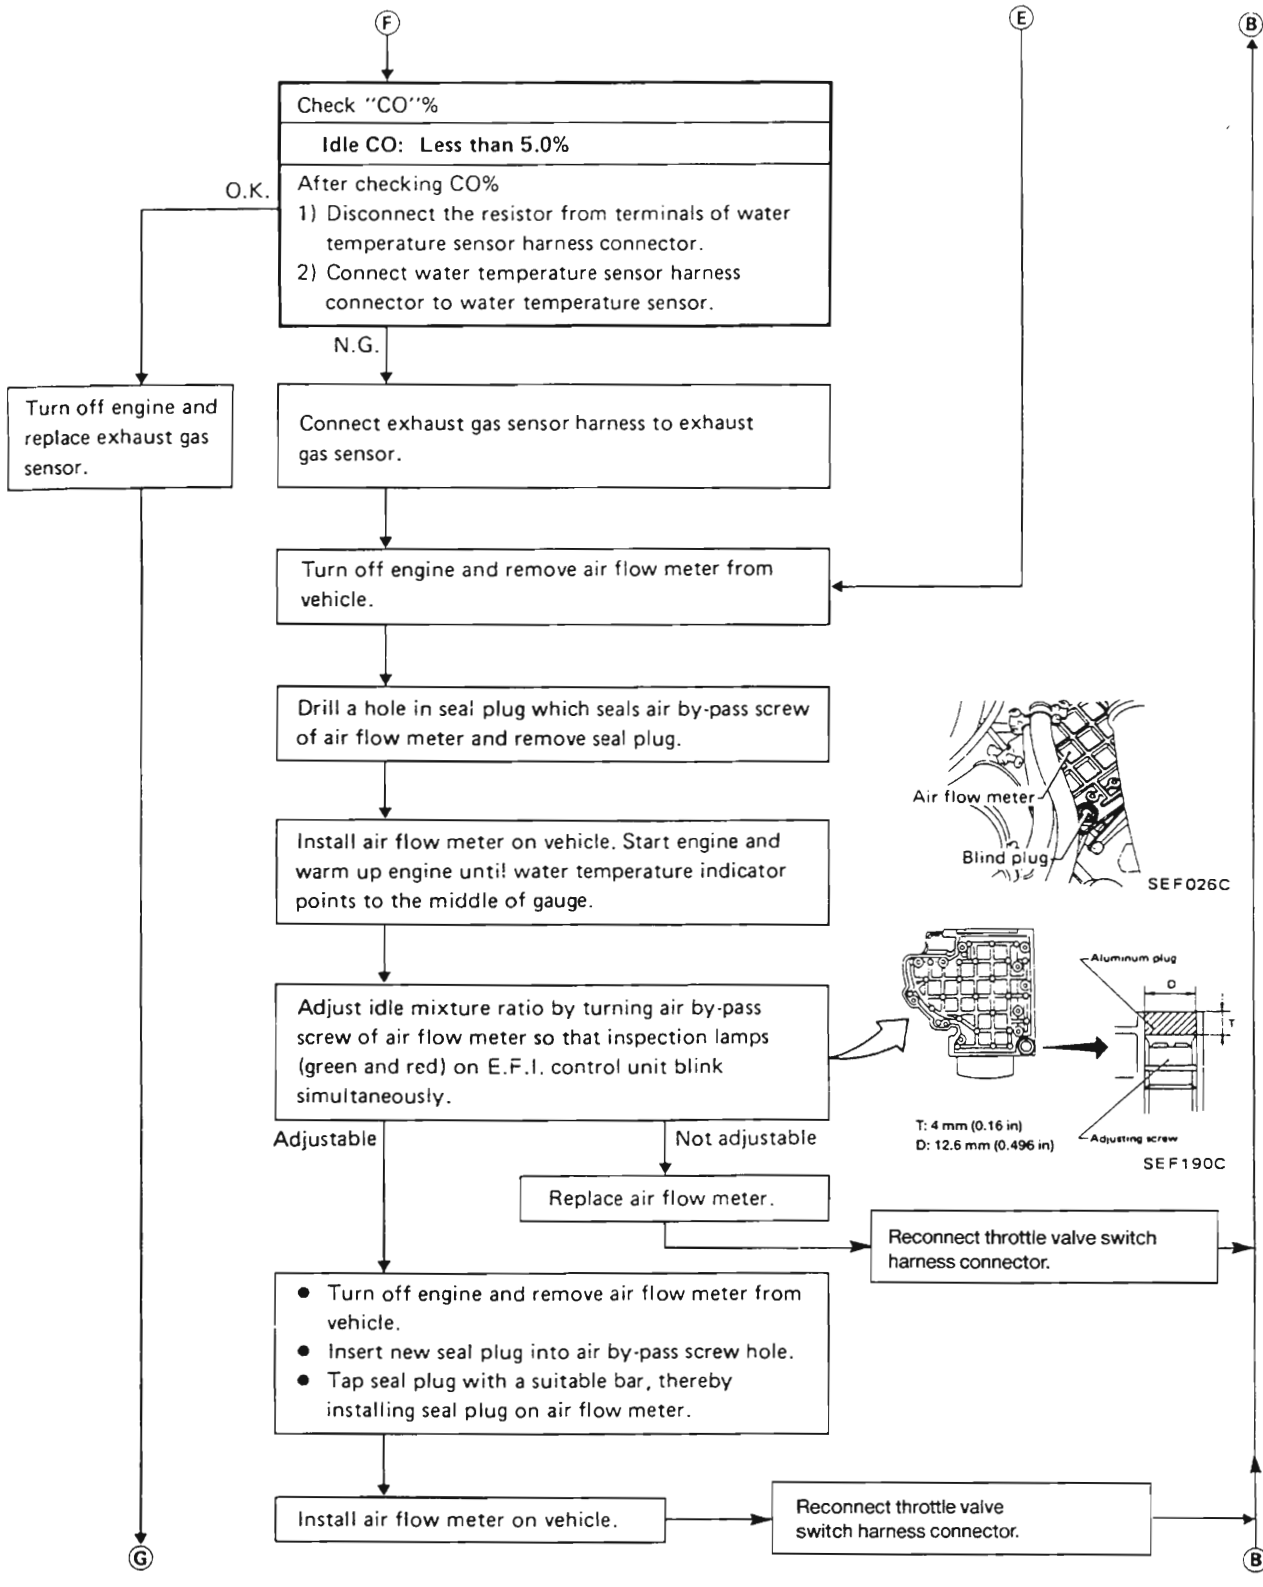 F
E
B
Check "CO"%
Idle CO: Less than 5.0%
After checking CO%
1) Disconnect the resistor from terminals of water
temperature sensor harness connector.
2) Connect water temperature sensor harness
connector to water temperature sensor.
O.K.
N.G.
Turn off engine and
replace exhaust gas
sensor.
Connect exhaust gas sensor harness to exhaust
gas sensor.
Turn off engine and remove air flow meter from
vehicle.
Drill a hole in seal plug which seals air by-pass screw
of air flow meter and remove seal plug.
Air flow meter
Blind plug
SEF026C
Install air flow meter on vehicle. Start engine and
warm up engine until water temperature indicator
points to the middle of gauge.
Adjust idle mixture ratio by turning air by-pass
screw of air flow meter so that inspection lamps
(green and red) on E.F.I. control unit blink
simultaneously.
Aluminum plug
D
T
T: 4 mm (0.16 in)
D: 12.6 mm (0.496 in)
Adjusting screw
SEF190C
Adjustable
Not adjustable
Replace air flow meter.
Reconnect throttle valve switch
harness connector.
● Turn off engine and remove air flow meter from
vehicle.
● Insert new seal plug into air by-pass screw hole.
● Tap seal plug with a suitable bar, thereby
installing seal plug on air flow meter.
Install air flow meter on vehicle.
Reconnect throttle valve
switch harness connector.
G
B